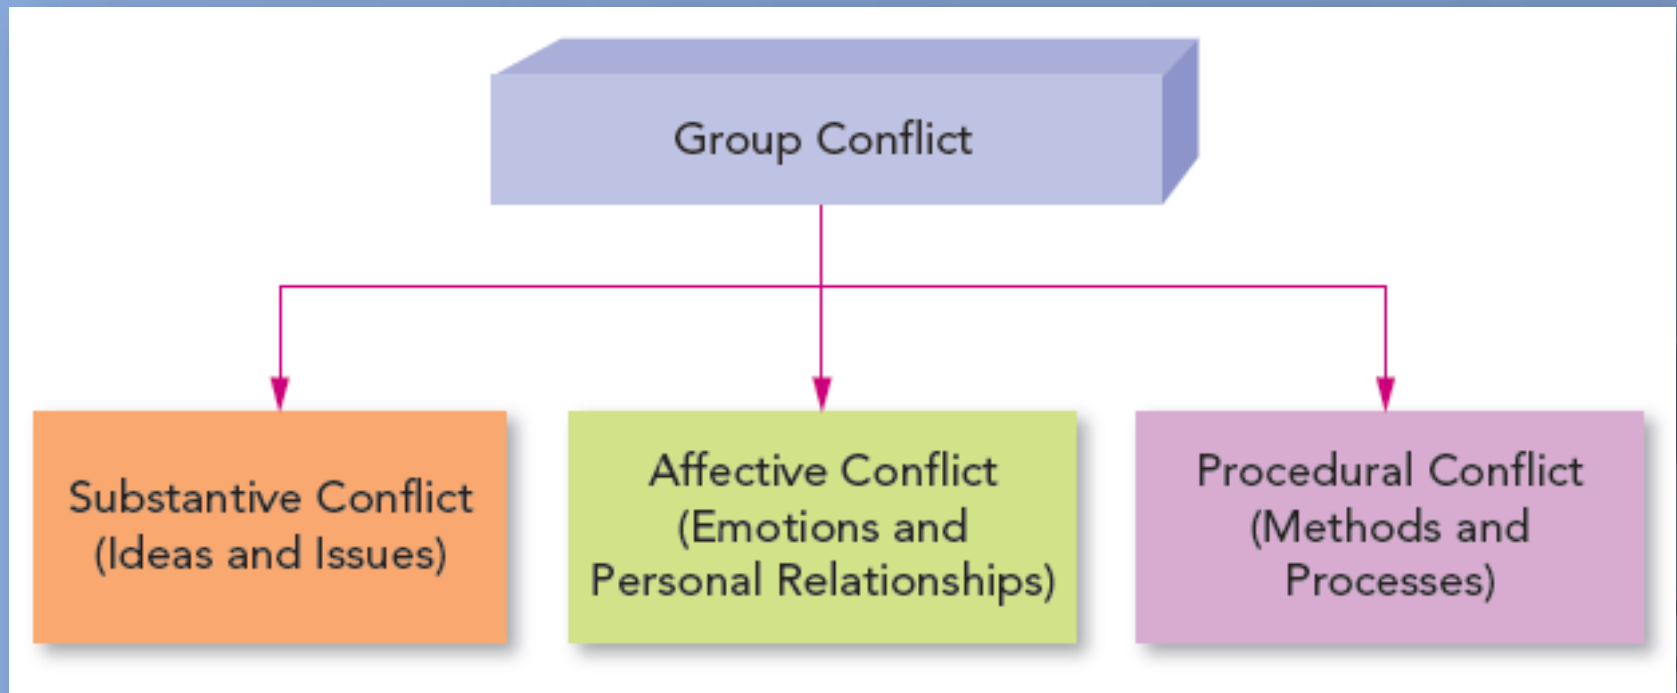 Group Conflict
Substantive Conflict
(Ideas and Issues)
Affective Conflict
(Emotions and
Personal Relationships)
Procedural Conflict
(Methods and
Processes)